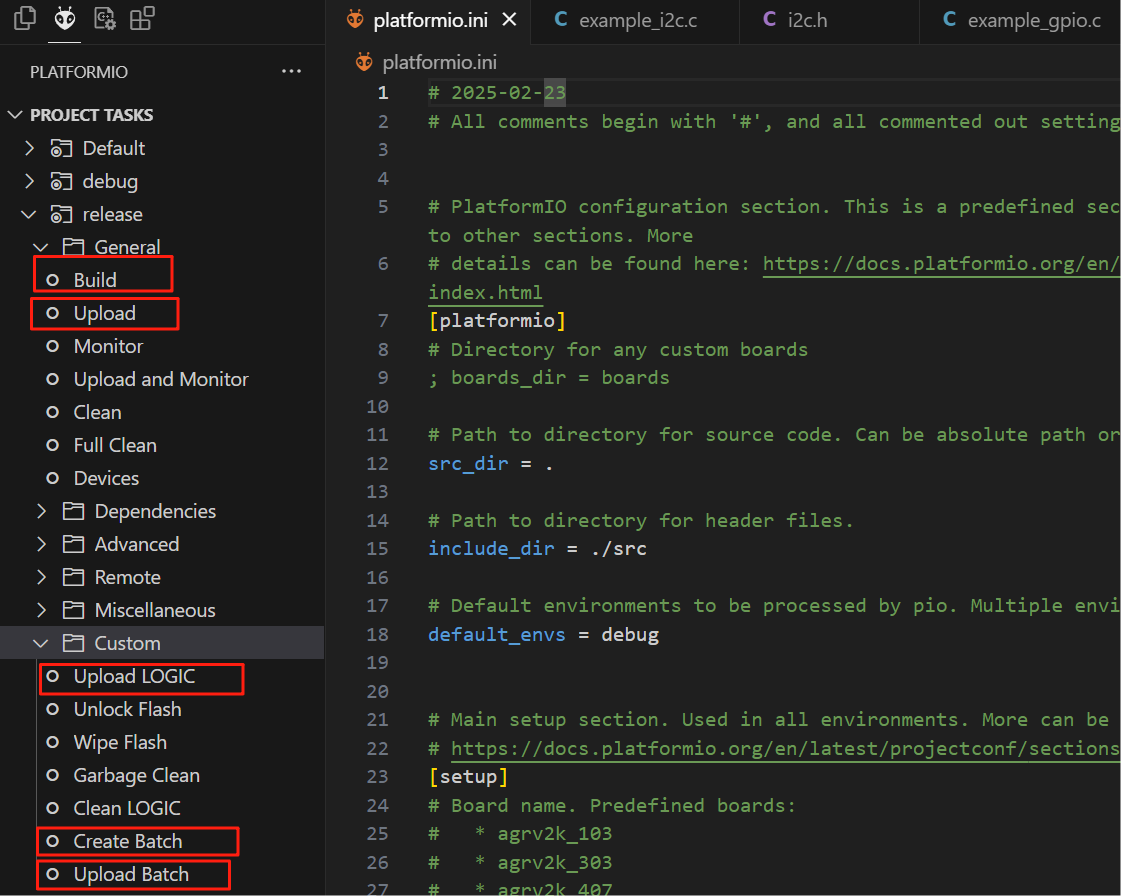 platformio.ini
example_i2c.c
i2c.h
example_gpio.c
PLATFORMIO
PROJECT TASKS
Default
debug
release
General
Build
Upload
Monitor
Upload and Monitor
Clean
Full Clean
Devices
Dependencies
Advanced
Remote
Miscellaneous
Custom
Upload LOGIC
Unlock Flash
Wipe Flash
Garbage Clean
Clean LOGIC
Create Batch
Upload Batch
platformio.ini
1 # 2025-02-23
2 # All comments begin with '#', and all commented out setting
3
4
5 # PlatformIO configuration section. This is a predefined sec
to other sections. More
6 # details can be found here: https://docs.platformio.org/en/
index.html
7 [platformio]
8 # Directory for any custom boards
9 ; boards_dir = boards
10
11 # Path to directory for source code. Can be absolute path or
12 src_dir = .
13
14 # Path to directory for header files.
15 include_dir = ./src
16
17 # Default environments to be processed by pio. Multiple envi
18 default_envs = debug
19
20
21 # Main setup section. Used in all environments. More can be
22 # https://docs.platformio.org/en/latest/projectconf/sections
23 [setup]
24 # Board name. Predefined boards:
25 # * agrv2k_103
26 # * agrv2k_303
27 # * agrv2k_407